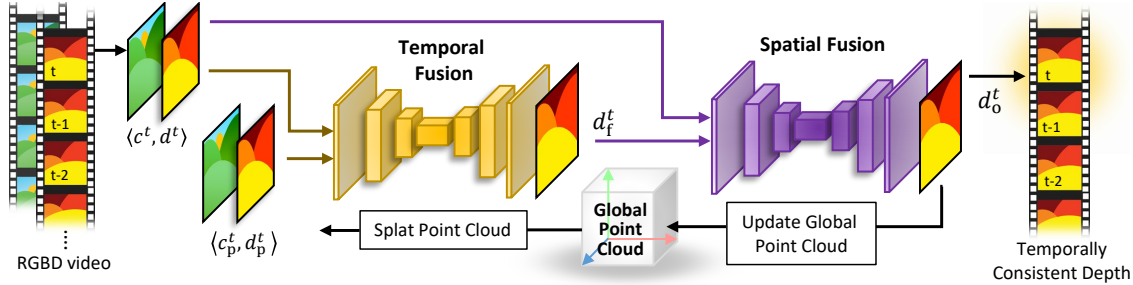 t
t-1
t-2
RGBD video
⟨c^t, d^t⟩
⟨c_p^t, d_p^t⟩
Temporal
Fusion
d_f^t
Spatial Fusion
d_o^t
Splat Point Cloud
Global
Point
Cloud
Update Global
Point Cloud
t
t-1
t-2
Temporally
Consistent Depth